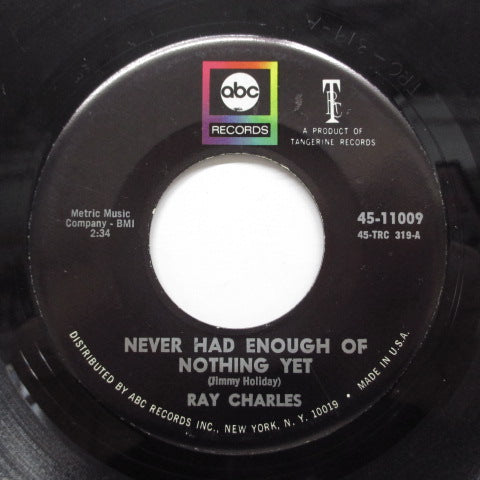 abc
RECORDS
TRC
A PRODUCT OF
TANGERINE RECORDS
Metric Music
Company - BMI
2:34
45-11009
45-TRC 319-A
NEVER HAD ENOUGH OF
NOTHING YET
(Jimmy Holiday)
RAY CHARLES
DISTRIBUTED BY ABC RECORDS INC., NEW YORK, N. Y. 10019 • MADE IN U.S.A.